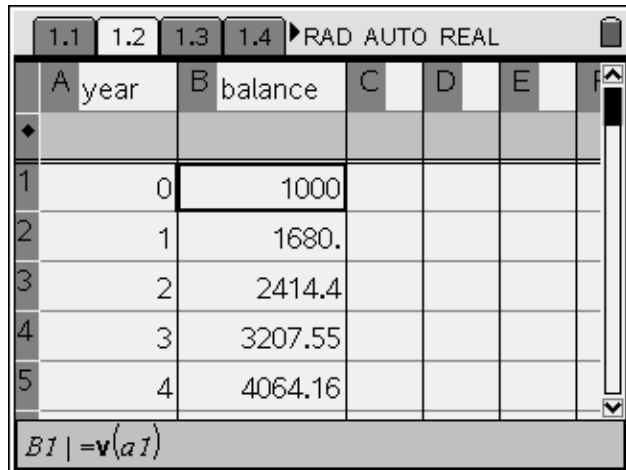 1.1 1.2 1.3 1.4 RAD AUTO REAL
A year B balance C D E
◆
1 0 1000
2 1 1680.
3 2 2414.4
4 3 3207.55
5 4 4064.16
B1 | =v(a1)